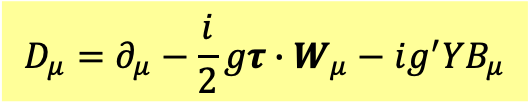 D_μ = ∂_μ − i/2 g𝝉 · 𝑾_μ − ig′YB_μ